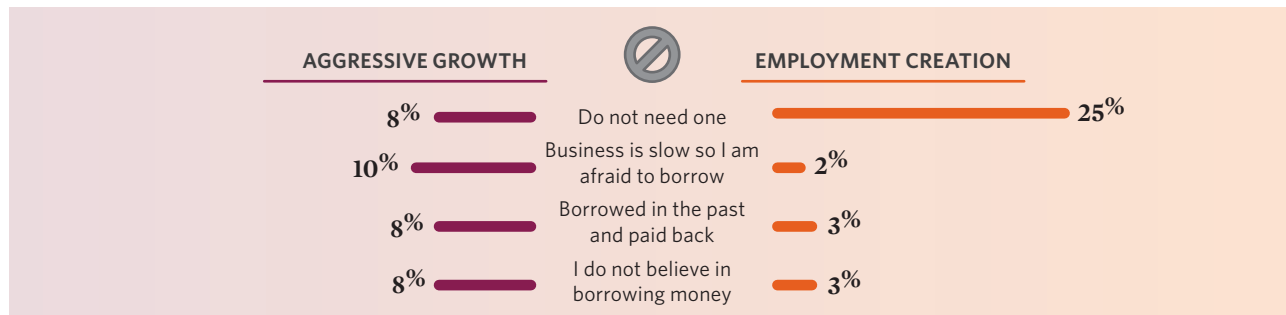 AGGRESSIVE GROWTH
EMPLOYMENT CREATION
8%
Do not need one
25%
10%
Business is slow so I am
afraid to borrow
2%
8%
Borrowed in the past
and paid back
3%
8%
I do not believe in
borrowing money
3%